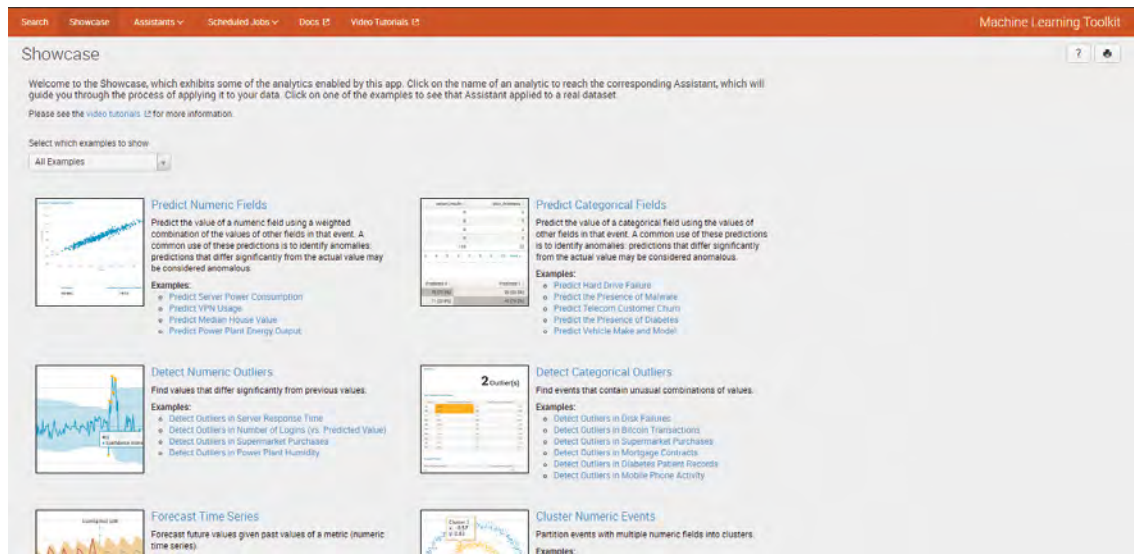 Search Showcase Assistants Scheduled Jobs Docs Video Tutorials Machine Learning Toolkit
Showcase
?
Welcome to the Showcase, which exhibits some of the analytics enabled by this app. Click on the name of an analytic to reach the corresponding Assistant, which will
guide you through the process of applying it to your data. Click on one of the examples to see that Assistant applied to a real dataset.
Please see the video tutorials for more information.
Select which examples to show
All Examples
Predict Numeric Fields
Predict the value of a numeric field using a weighted
combination of the values of other fields in that event. A
common use of these predictions is to identify anomalies:
predictions that differ significantly from the actual value may
be considered anomalous.
Examples:
Predict Server Power Consumption
Predict VPN Usage
Predict Median House Value
Predict Power Plant Energy Output
Predict Categorical Fields
Predict the value of a categorical field using the values of
other fields in that event. A common use of these predictions
is to identify anomalies: predictions that differ significantly
from the actual value may be considered anomalous.
Examples:
Predict Hard Drive Failure
Predict the Presence of Malware
Predict Telecom Customer Churn
Predict the Presence of Diabetes
Predict Vehicle Make and Model
Detect Numeric Outliers
Find values that differ significantly from previous values.
Examples:
Detect Outliers in Server Response Time
Detect Outliers in Number of Logins (vs. Predicted Value)
Detect Outliers in Supermarket Purchases
Detect Outliers in Power Plant Humidity
2 Outlier(s)
Detect Categorical Outliers
Find events that contain unusual combinations of values.
Examples:
Detect Outliers in Disk Failures
Detect Outliers in Bitcoin Transactions
Detect Outliers in Supermarket Purchases
Detect Outliers in Mortgage Contracts
Detect Outliers in Diabetes Patient Records
Detect Outliers in Mobile Phone Activity
Forecast Time Series
Forecast future values given past values of a metric (numeric
time series).
Cluster Numeric Events
Partition events with multiple numeric fields into clusters.
Examples: